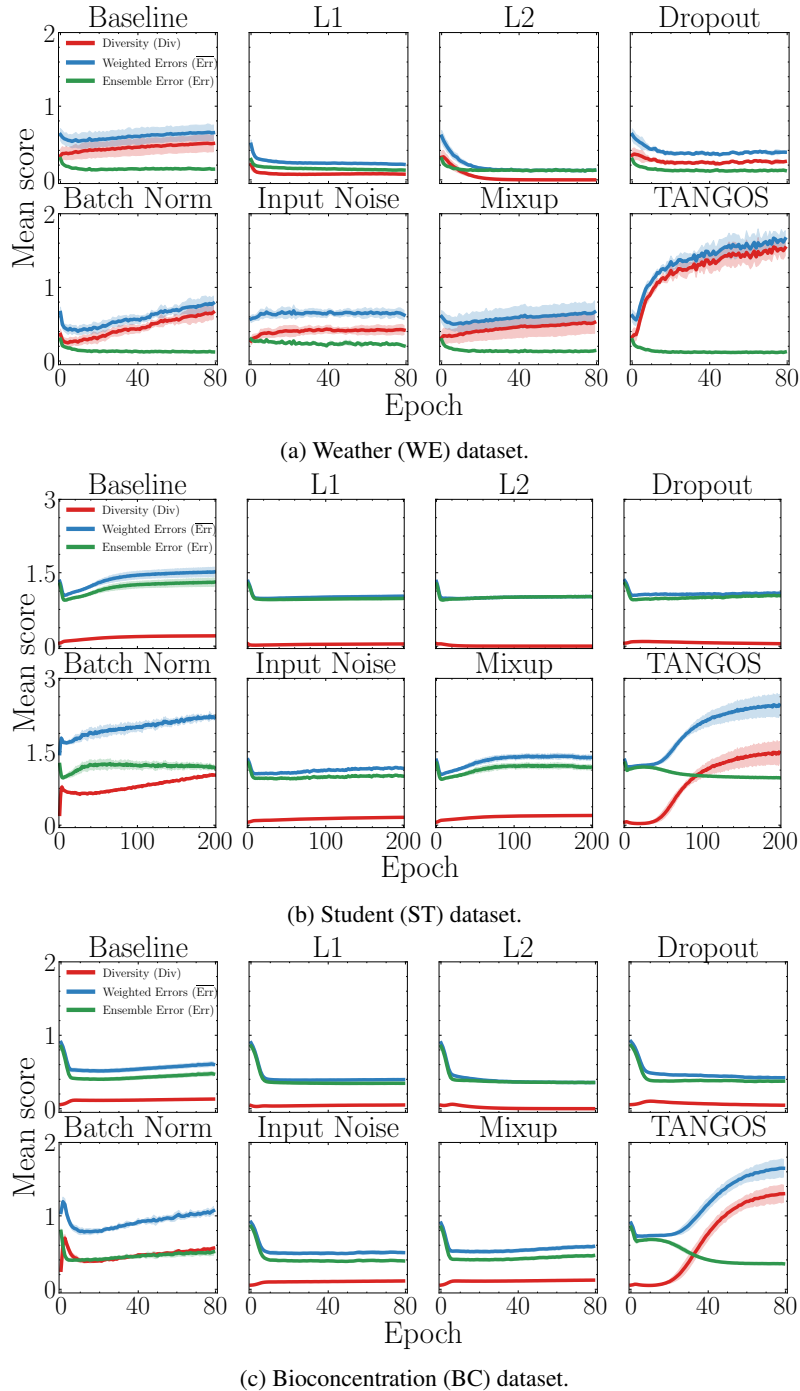 Baseline L1 L2 Dropout
2
Diversity (Div)
Weighted Errors (Err)
Ensemble Error (Err)
1
0
Mean score
Batch Norm Input Noise Mixup TANGOS
2
1
0
0 40 80 0 40 80 0 40 80 0 40 80
Epoch
(a) Weather (WE) dataset.
Baseline L1 L2 Dropout
3
Diversity (Div)
Weighted Errors (Err)
Ensemble Error (Err)
1.5
0
Mean score
Batch Norm Input Noise Mixup TANGOS
3
1.5
0
0 100 200 0 100 200 0 100 200 0 100 200
Epoch
(b) Student (ST) dataset.
Baseline L1 L2 Dropout
2
Diversity (Div)
Weighted Errors (Err)
Ensemble Error (Err)
1
0
Mean score
Batch Norm Input Noise Mixup TANGOS
2
1
0
0 40 80 0 40 80 0 40 80 0 40 80
Epoch
(c) Bioconcentration (BC) dataset.